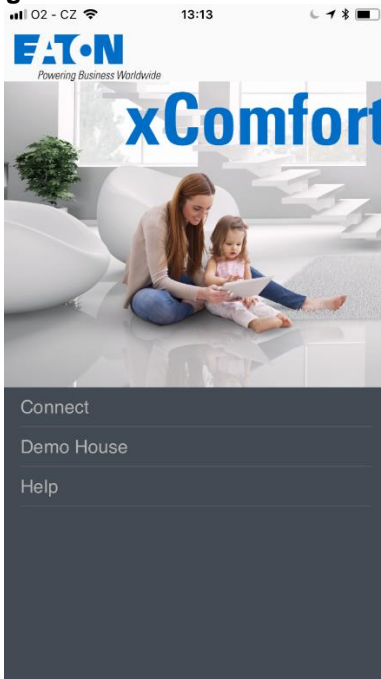 O2 - CZ 13:13
EATON
Powering Business Worldwide
xComfort
Connect
Demo House
Help